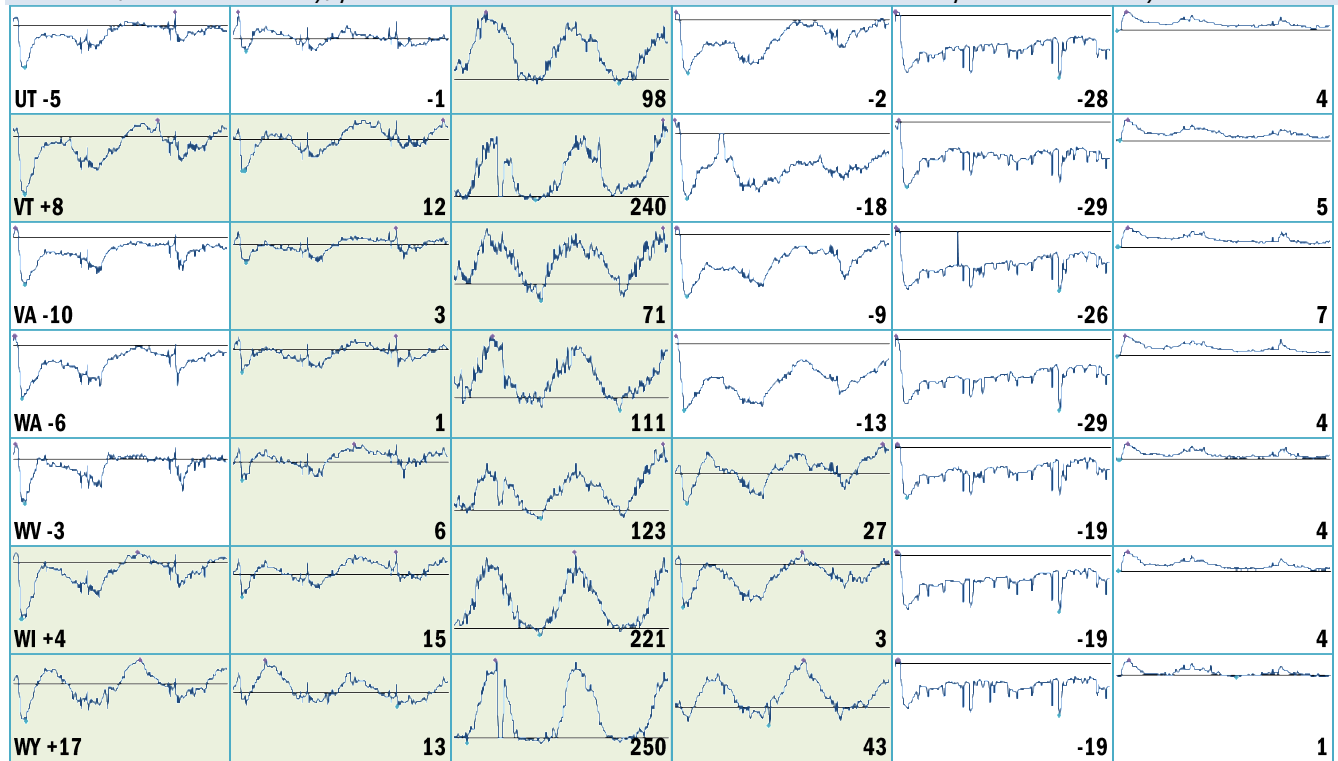 UT -5 -1 98 -2 -28 4
VT +8 12 240 -18 -29 5
VA -10 3 71 -9 -26 7
WA -6 1 111 -13 -29 4
WV -3 6 123 27 -19 4
WI +4 15 221 3 -19 4
WY +17 13 250 43 -19 1